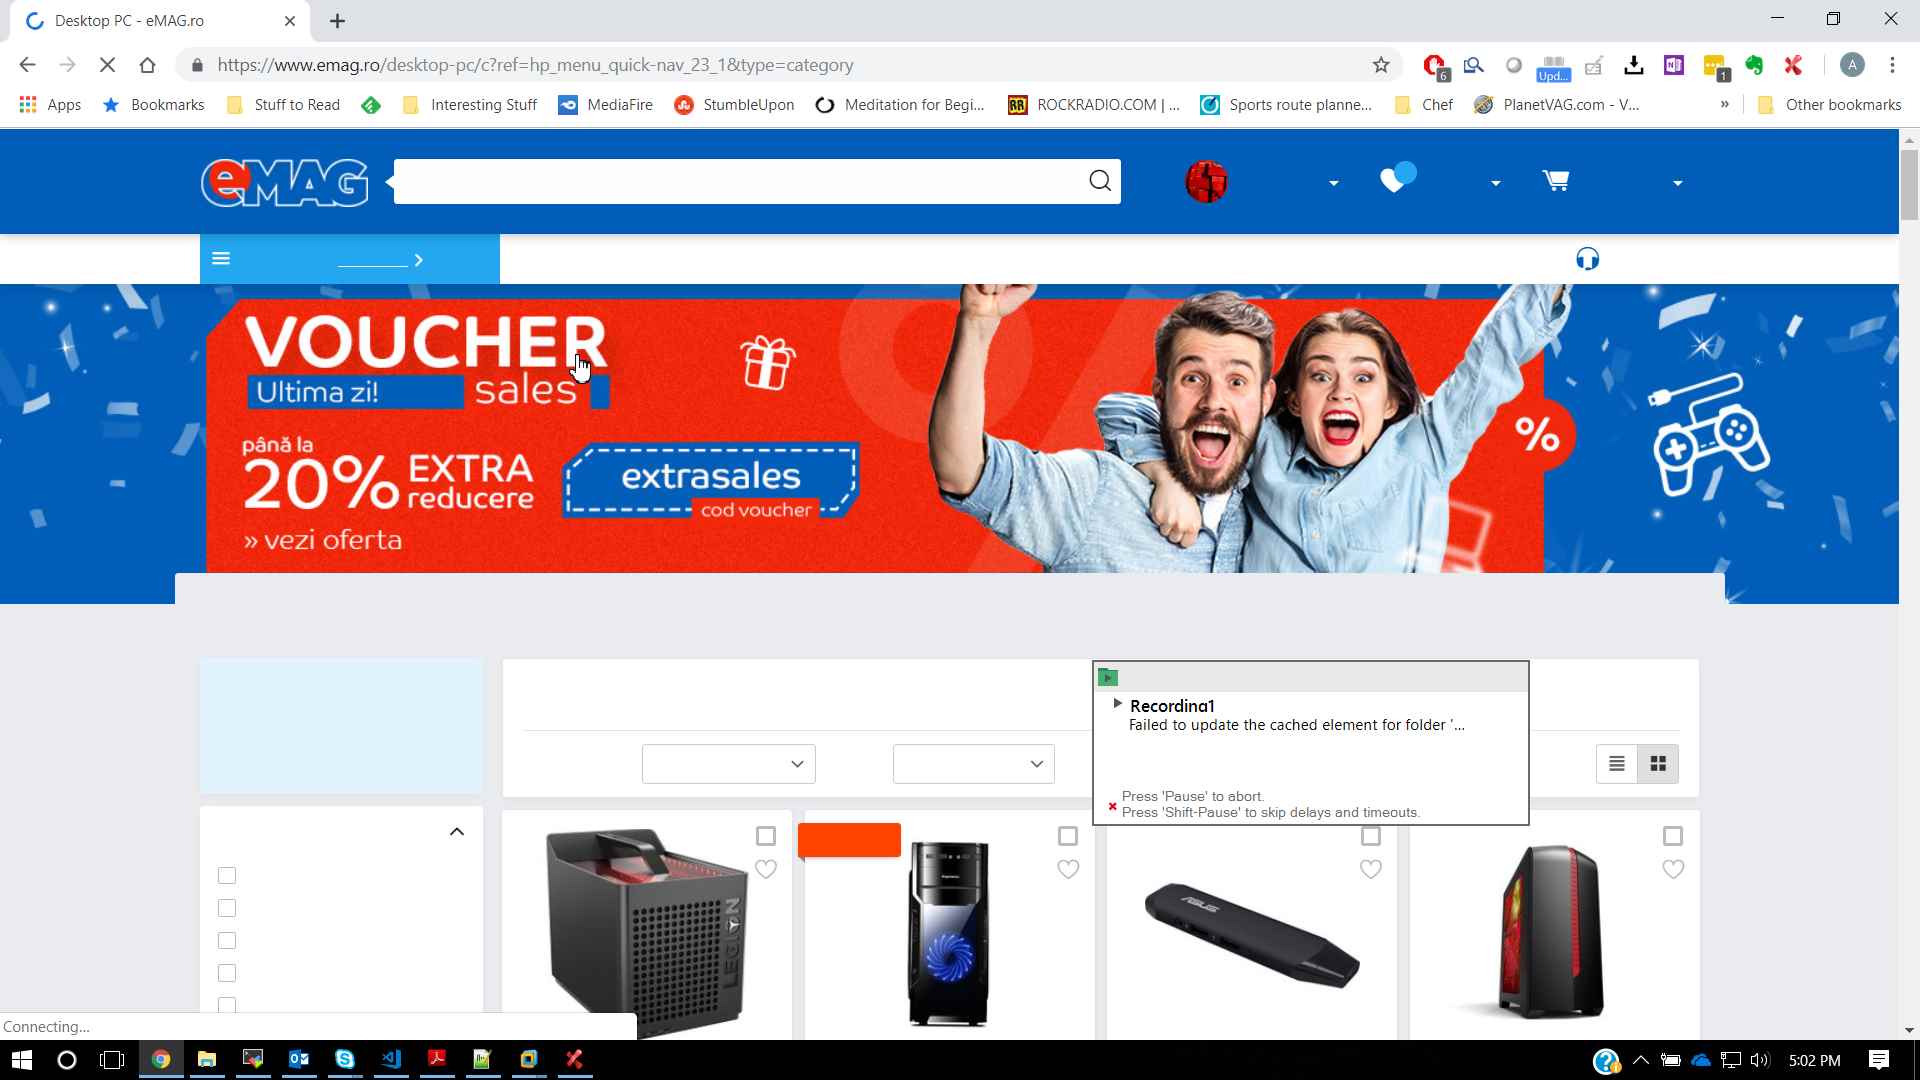 Desktop PC - eMAG.ro
https://www.emag.ro/desktop-pc/c?ref=hp_menu_quick-nav_23_1&type=category
6
Upd...
1
A
Apps
Bookmarks
Stuff to Read
Interesting Stuff
MediaFire
StumbleUpon
Meditation for Begi...
RR
ROCKRADIO.COM | ...
Sports route planne...
Chef
PlanetVAG.com - V...
»
Other bookmarks
eMAG
VOUCHER
Ultima zi!
sales
până la
20% EXTRA
reducere
extrasales
cod voucher
» vezi oferta
%
Recording1
Failed to update the cached element for folder '...
Press 'Pause' to abort.
Press 'Shift-Pause' to skip delays and timeouts.
LEGION
ASUS
Connecting...
5:02 PM